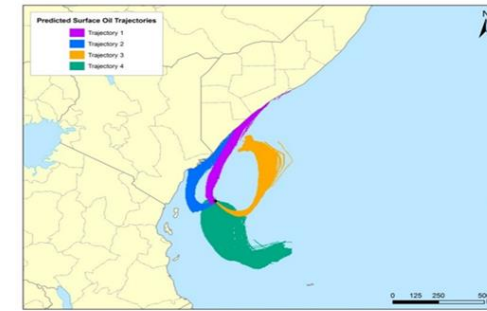 Predicted Surface Oil Trajectories
Trajectory 1
Trajectory 2
Trajectory 3
Trajectory 4
N
0 125 250 500